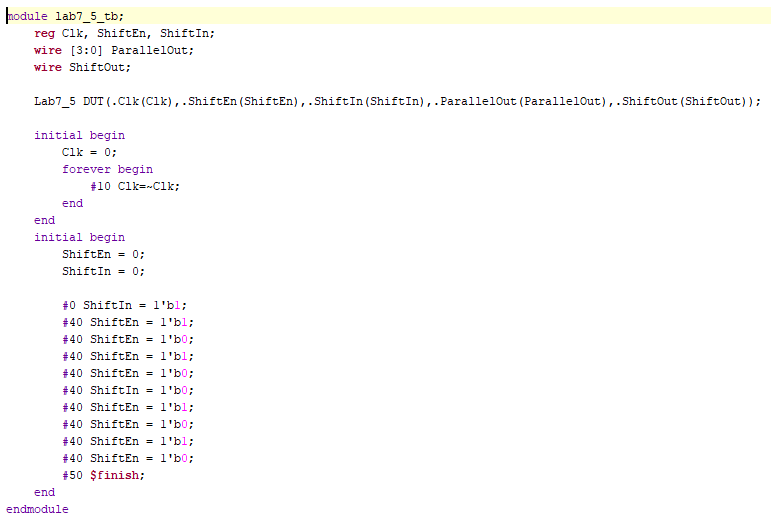 module lab7_5_tb;
reg Clk, ShiftEn, ShiftIn;
wire [3:0] ParallelOut;
wire ShiftOut;
Lab7_5 DUT(.Clk(Clk),.ShiftEn(ShiftEn),.ShiftIn(ShiftIn),.ParallelOut(ParallelOut),.ShiftOut(ShiftOut));
initial begin
Clk = 0;
forever begin
#10 Clk=~Clk;
end
end
initial begin
ShiftEn = 0;
ShiftIn = 0;
#0 ShiftIn = 1'b1;
#40 ShiftEn = 1'b1;
#40 ShiftEn = 1'b0;
#40 ShiftEn = 1'b1;
#40 ShiftEn = 1'b0;
#40 ShiftIn = 1'b0;
#40 ShiftEn = 1'b1;
#40 ShiftEn = 1'b0;
#40 ShiftEn = 1'b1;
#40 ShiftEn = 1'b0;
#50 $finish;
end
endmodule